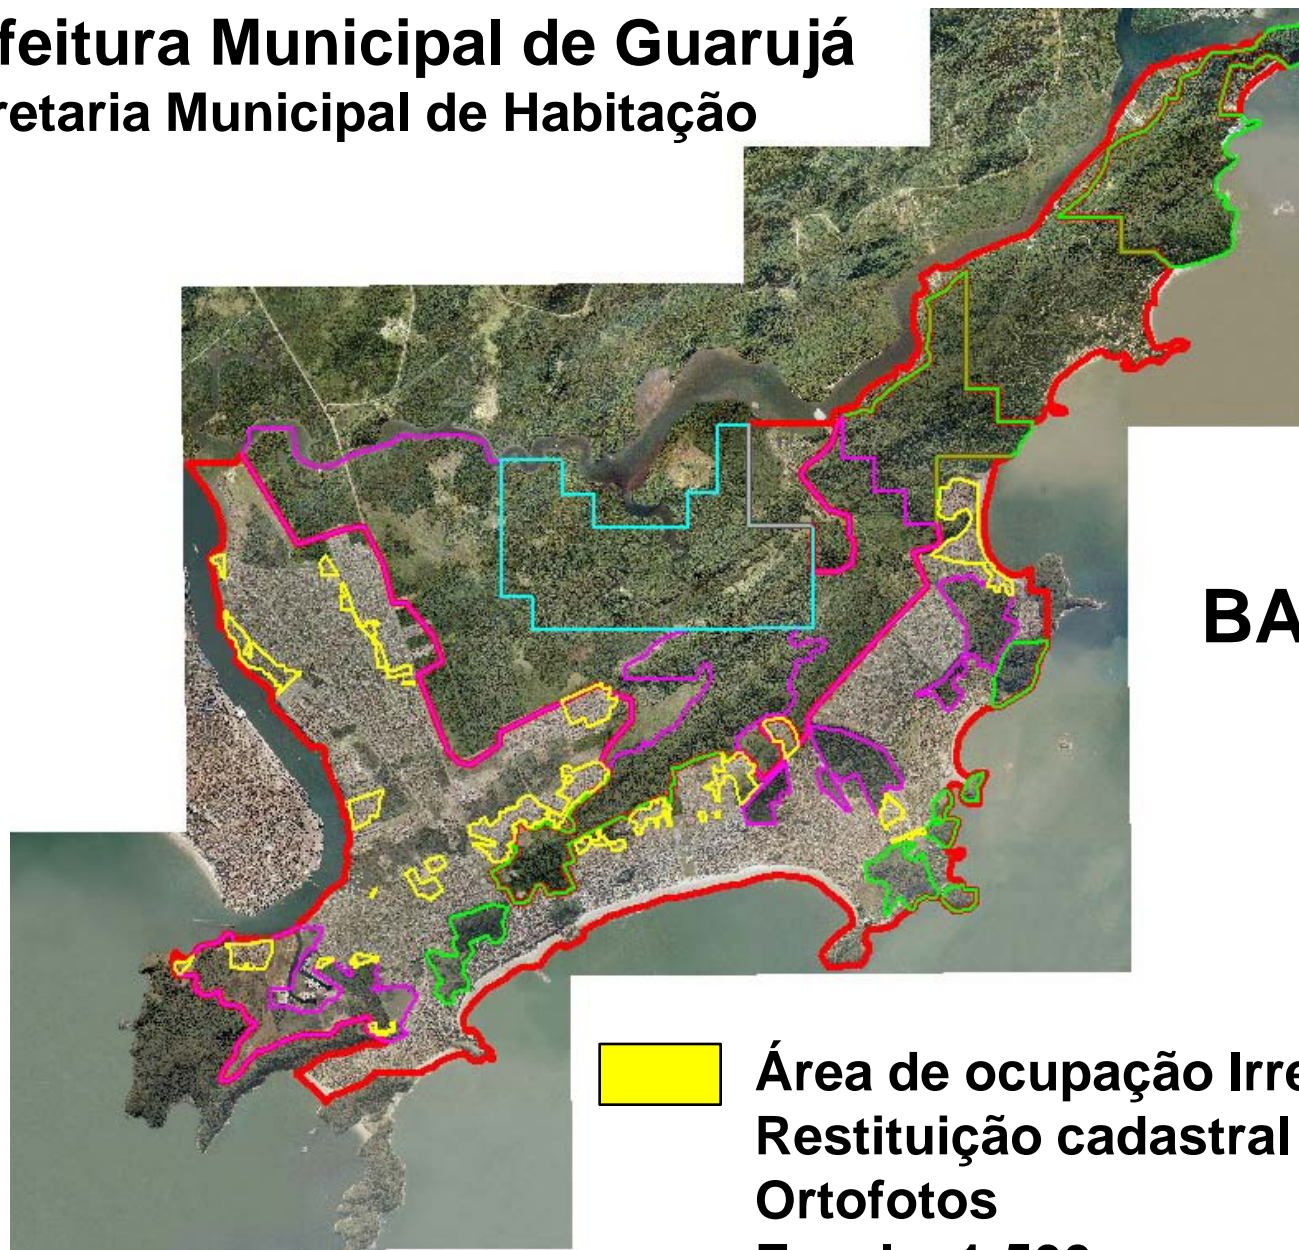 feitura Municipal de Guarujá
retaria Municipal de Habitação
BA
Área de ocupação Irre
Restituição cadastral
Ortofotos